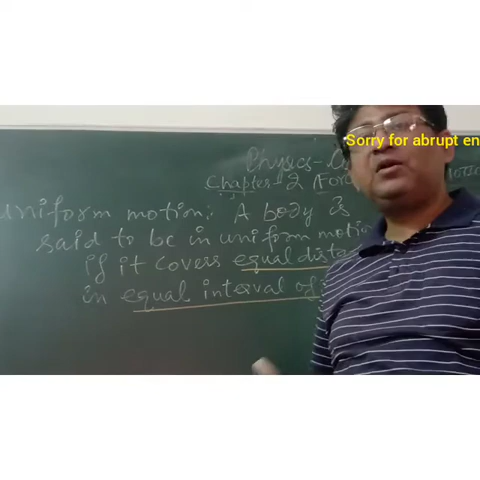 Sorry for abrupt en
Physics-
Chapter-2 (For
uniform motion: A body is
said to be in uniform motio
if it covers equal dista
in equal interval of